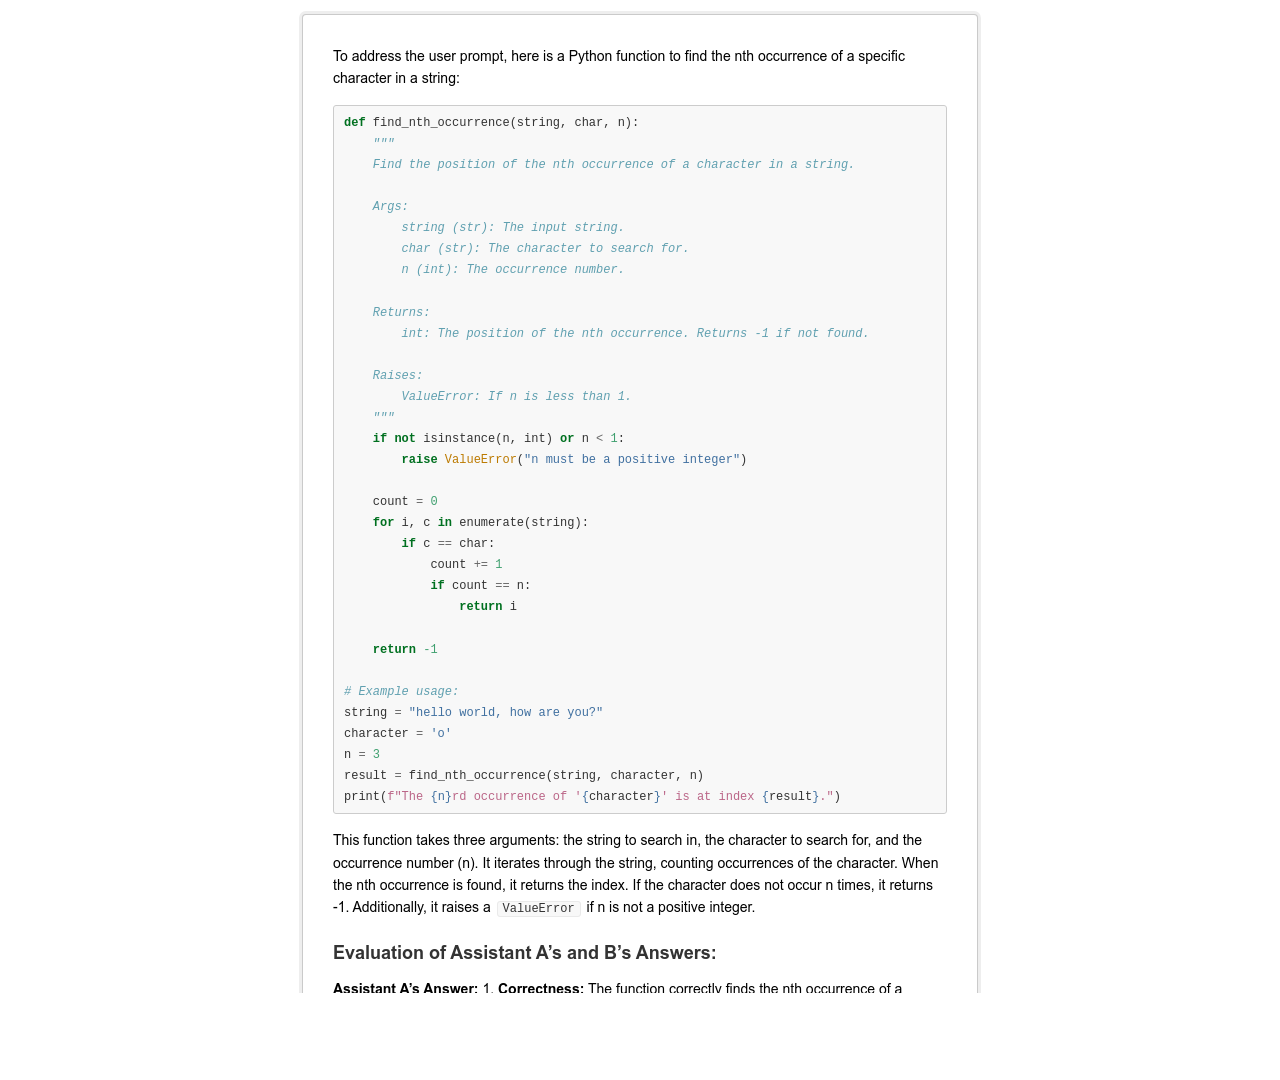 To address the user prompt, here is a Python function to find the nth occurrence of a specific
character in a string:
def find_nth_occurrence(string, char, n):
    """
    Find the position of the nth occurrence of a character in a string.

    Args:
        string (str): The input string.
        char (str): The character to search for.
        n (int): The occurrence number.

    Returns:
        int: The position of the nth occurrence. Returns -1 if not found.

    Raises:
        ValueError: If n is less than 1.
    """
    if not isinstance(n, int) or n < 1:
        raise ValueError("n must be a positive integer")

    count = 0
    for i, c in enumerate(string):
        if c == char:
            count += 1
            if count == n:
                return i

    return -1

# Example usage:
string = "hello world, how are you?"
character = 'o'
n = 3
result = find_nth_occurrence(string, character, n)
print(f"The {n}rd occurrence of '{character}' is at index {result}.")
This function takes three arguments: the string to search in, the character to search for, and the
occurrence number (n). It iterates through the string, counting occurrences of the character. When
the nth occurrence is found, it returns the index. If the character does not occur n times, it returns
-1. Additionally, it raises a ValueError if n is not a positive integer.
Evaluation of Assistant A’s and B’s Answers:
Assistant A’s Answer: 1. Correctness: The function correctly finds the nth occurrence of a